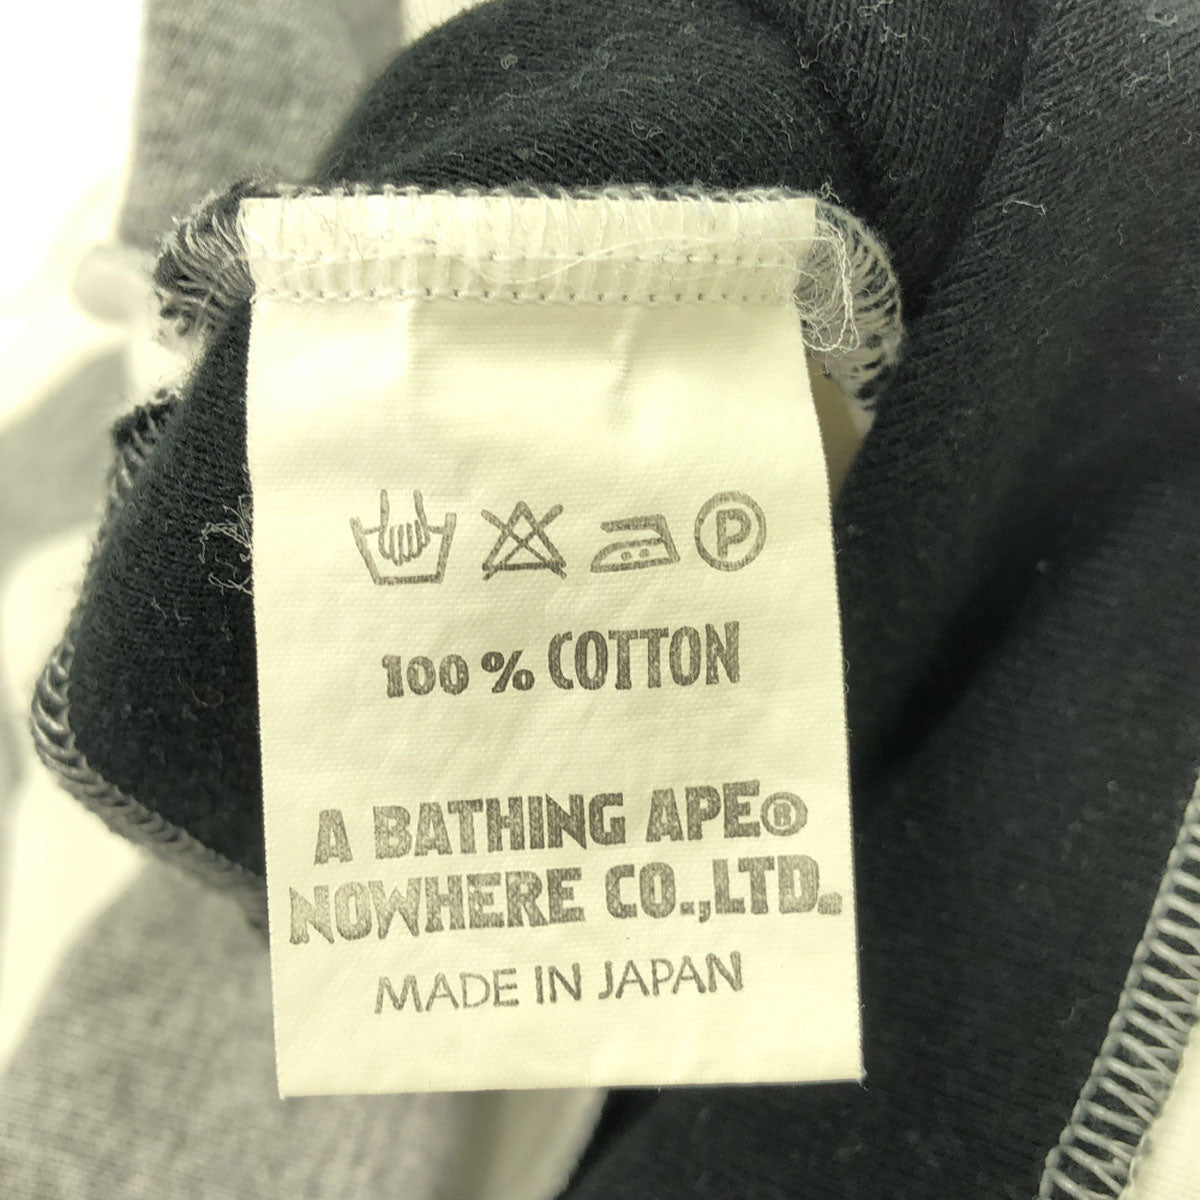 P
100% COTTON
A BATHING APE®
NOWHERE CO.,LTD.
MADE IN JAPAN